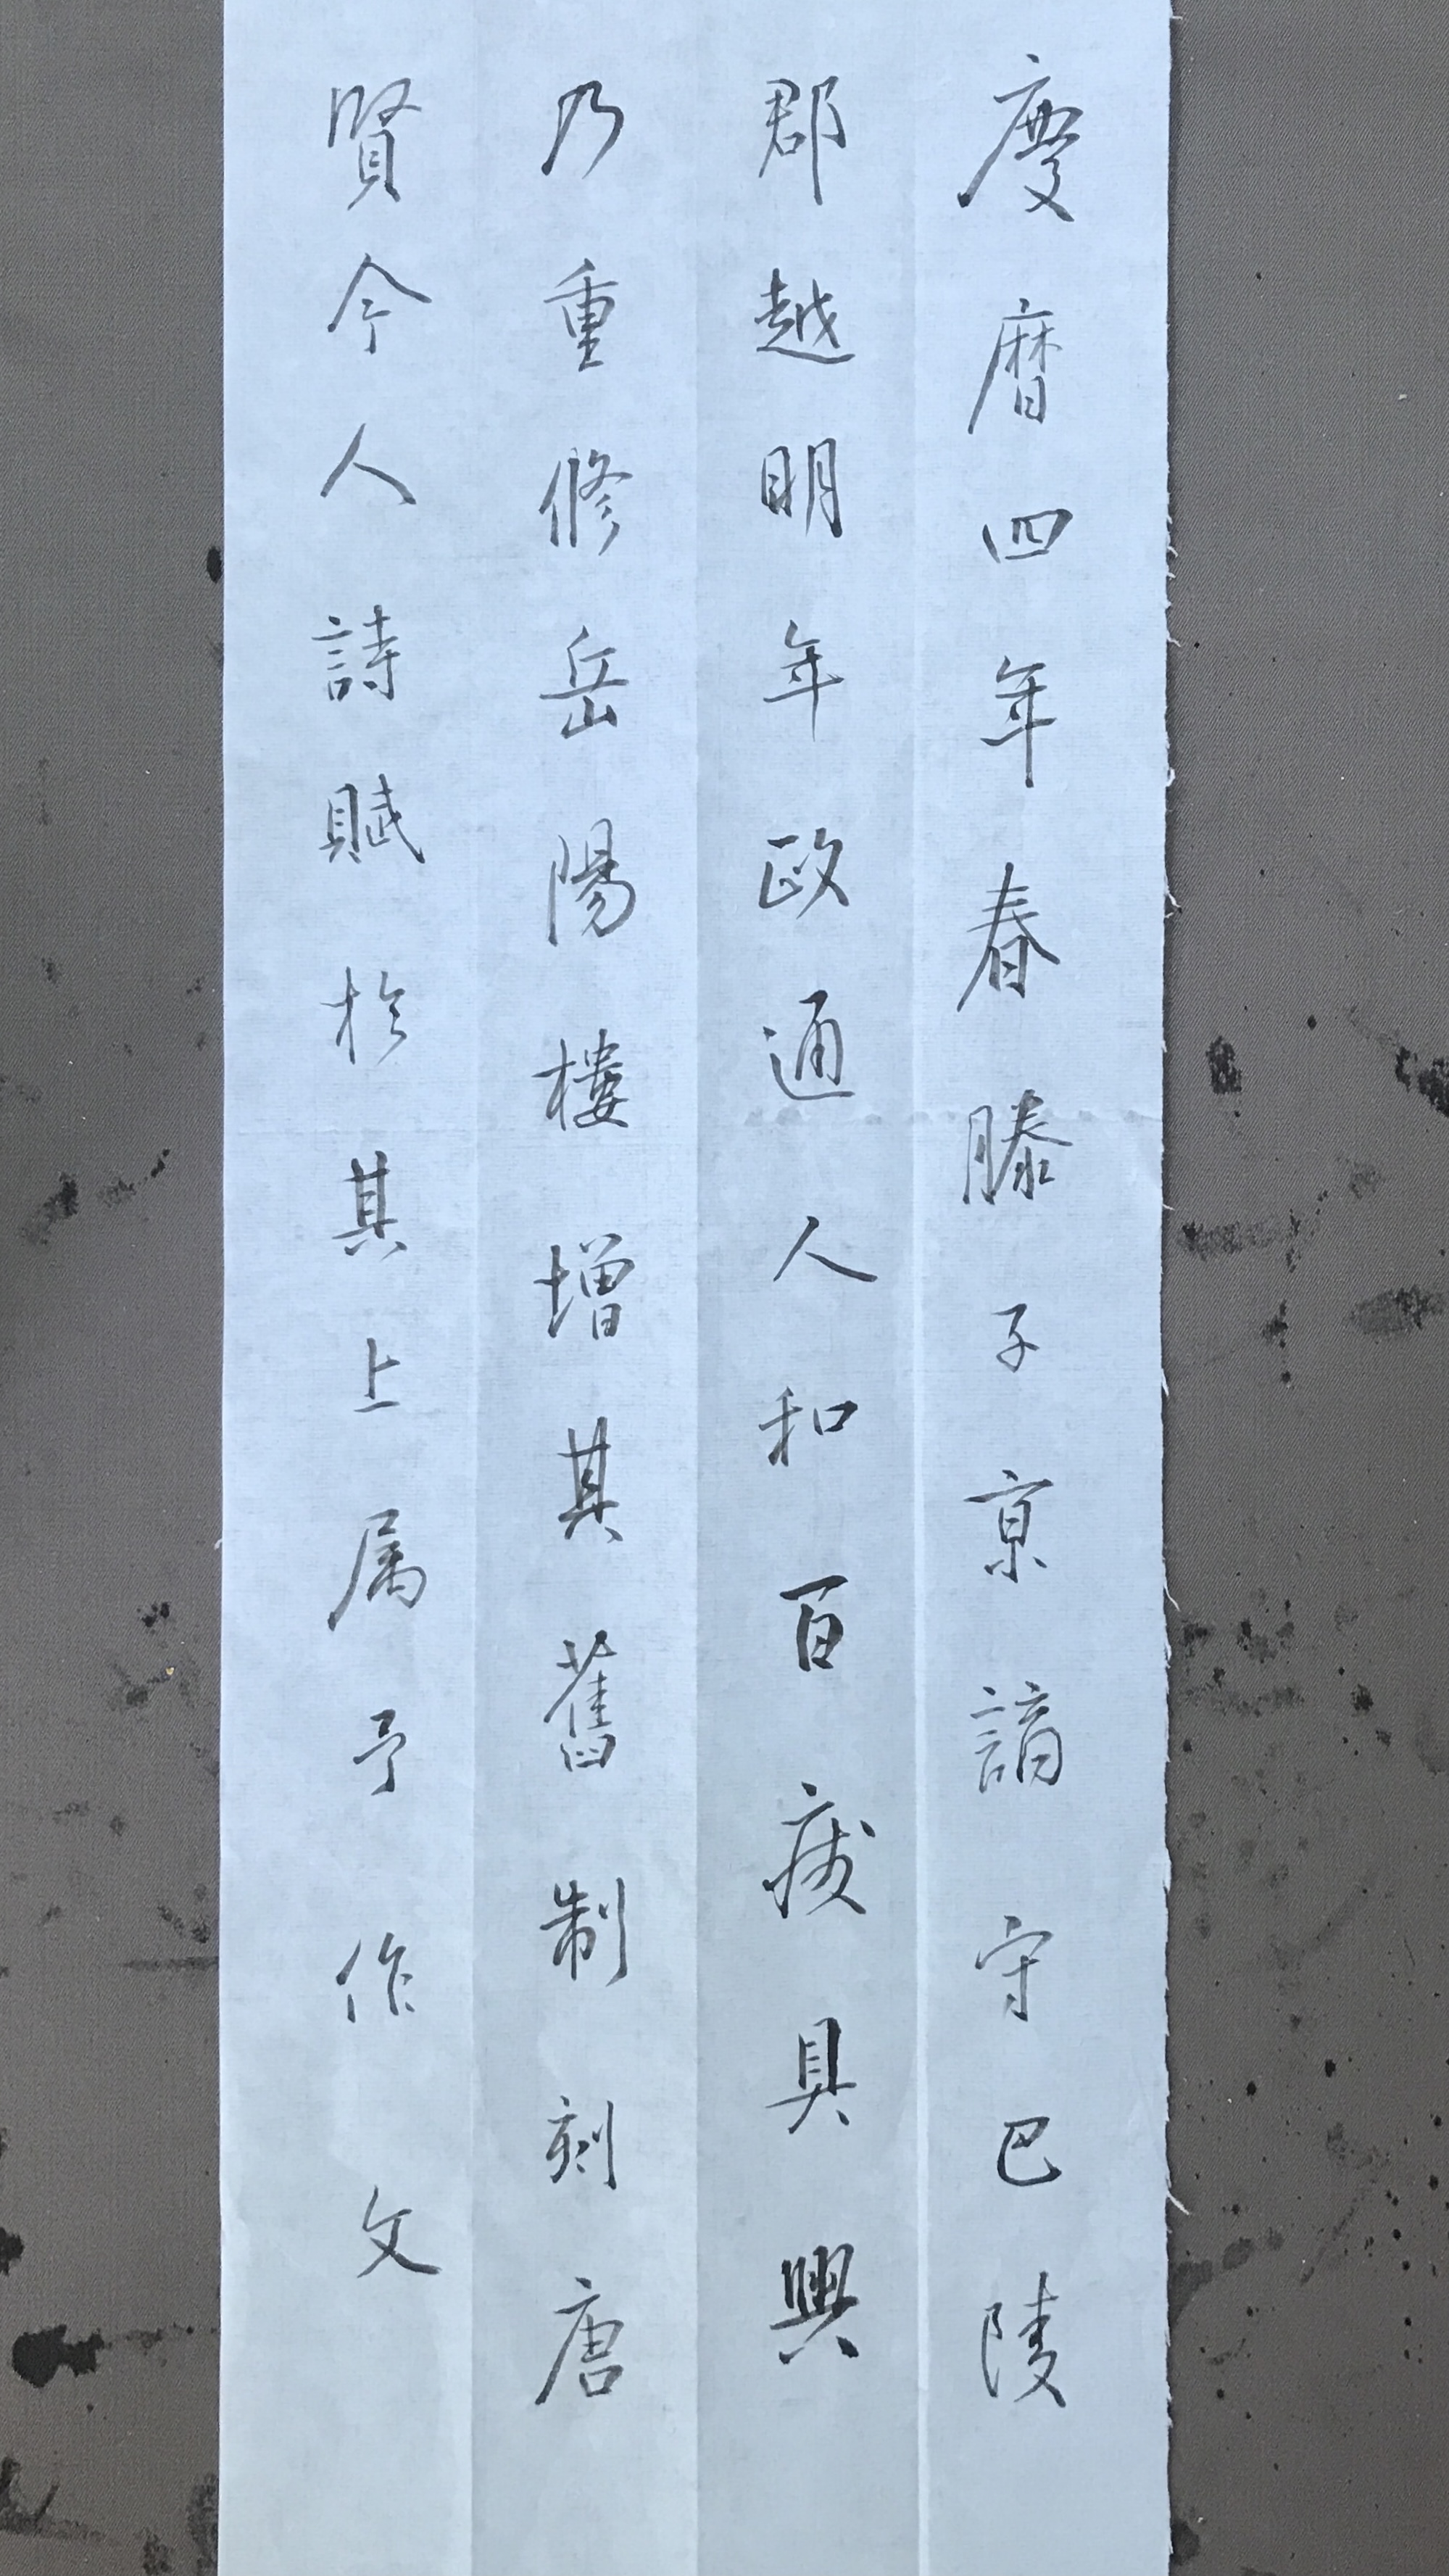 慶暦四年春滕子京謫守巴陵
郡越明年政通人和百廢具興
乃重修岳陽樓增其舊制刻唐
賢今人詩賦於其上属予作文